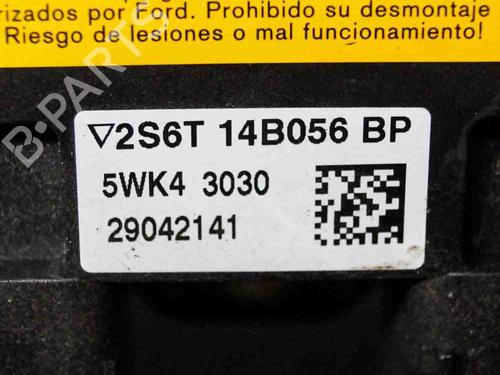 rizados por Ford. Prohibido su desmontaje
Riesgo de lesiones o mal funcionamiento!
B-PARTS
2S6T 14B056 BP
5WK4 3030
29042141